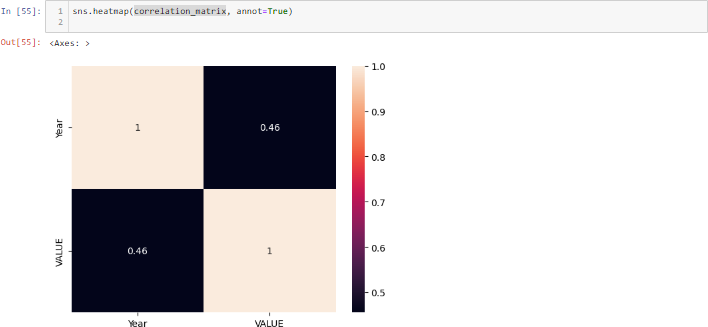 In [55]: 1 sns.heatmap(correlation_matrix, annot=True)
2
Out[55]: <Axes: >
1.0
0.9
Year 1 0.46
0.8
0.7
VALUE 0.46 1
0.6
0.5
Year VALUE